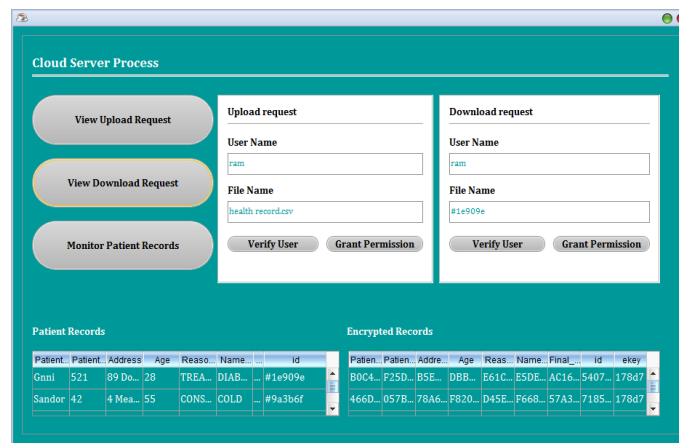 Cloud Server Process
View Upload Request
View Download Request
Monitor Patient Records
Upload request
User Name
ram
File Name
health record.csv
Verify User Grant Permission
Download request
User Name
ram
File Name
#1e909e
Verify User Grant Permission
Patient Records
Patient... Patient... Address Age Reaso... Name... ... id
Gnni 521 89 Do... 28 TREA... DIAB... ... #1e909e
Sandor 42 4 Mea... 55 CONS... COLD ... #9a3b6f
Encrypted Records
Patien... Patien... Addre... Age Reas... Name... Final_... id ekey
B0C4... F25D... B5E... DBB... E61C... E5DE... AC16... 5407... 178d7
466D... 057B... 78A6... F820... D45E... F668... 57A3... 7185... 178d7